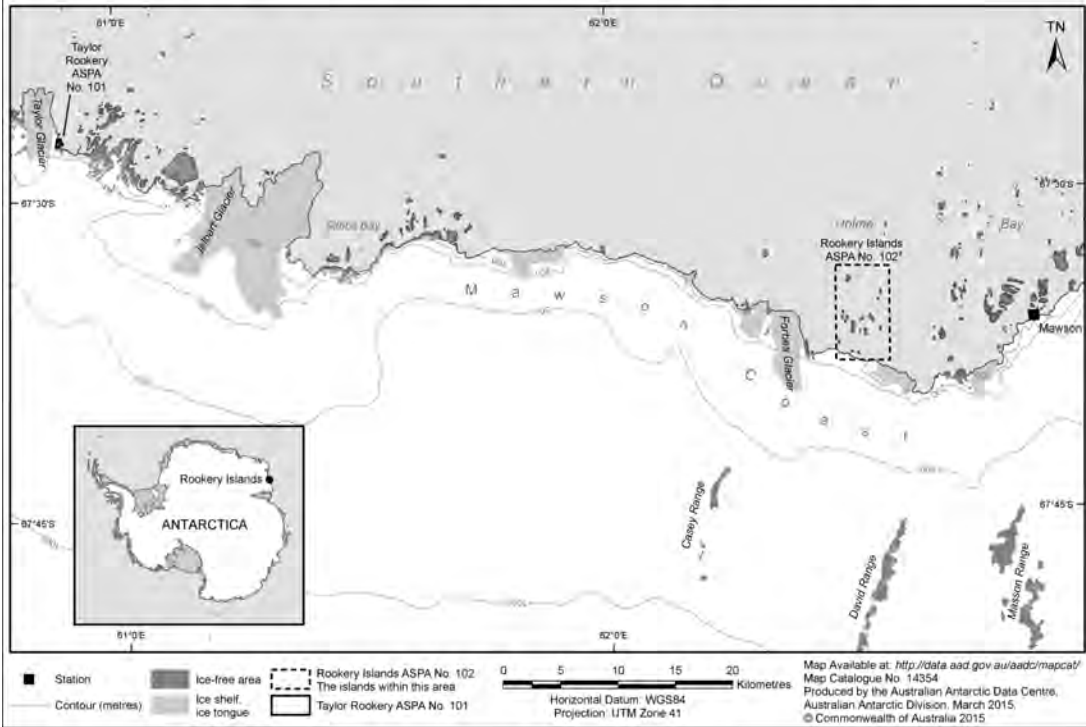 61°0'E
62°0'E
TN
Taylor
Rookery
ASPA
No. 101
Southern Ocean
Taylor Glacier
67°30'S
67°30'S
Jelbart Glacier
Bay
Bay
Rookery Islands
ASPA No. 102
Mawson
Mawson Coast
Forbes Glacier
Rookery Islands
ANTARCTICA
67°45'S
67°45'S
Casey Range
David Range
Masson Range
61°0'E
62°0'E
Station
Contour (metres)
Ice-free area
Ice shelf,
ice tongue
Rookery Islands ASPA No. 102
The islands within this area
Taylor Rookery ASPA No. 101
0 5 10 15 20
Kilometres
Horizontal Datum: WGS84
Projection: UTM Zone 41
Map Available at: http://data.aad.gov.au/aadc/mapcat/
Map Catalogue No. 14354
Produced by the Australian Antarctic Data Centre,
Australian Antarctic Division. March 2015.
© Commonwealth of Australia 2015